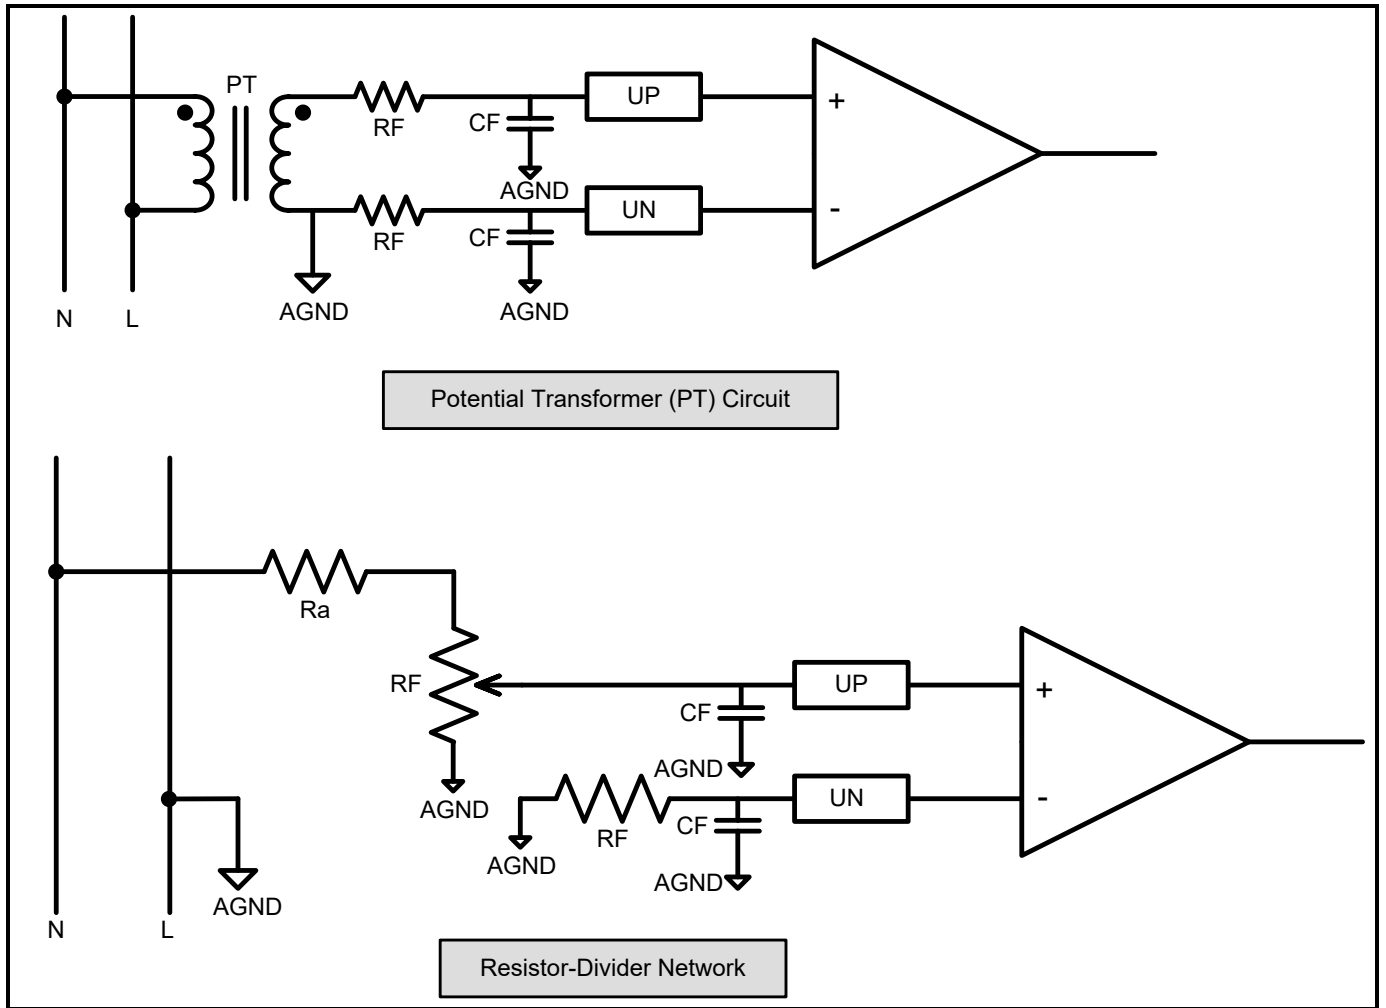 PT
RF
CF
UP
+
AGND
RF
CF
UN
-
AGND
AGND
N
L
Potential Transformer (PT) Circuit
Ra
RF
CF
UP
+
AGND
AGND
RF
CF
UN
-
AGND
AGND
AGND
N
L
Resistor-Divider Network